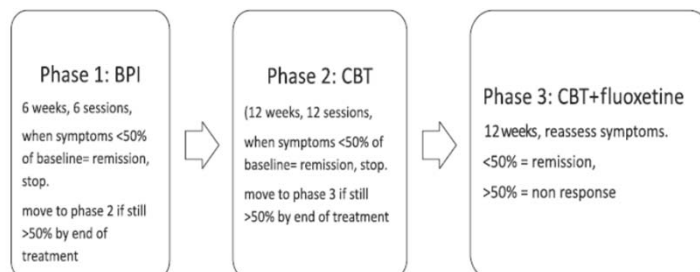 Phase 1: BPI
6 weeks, 6 sessions,
when symptoms <50%
of baseline= remission,
stop.
move to phase 2 if still
>50% by end of
treatment
Phase 2: CBT
(12 weeks, 12 sessions,
when symptoms <50% of
baseline= remission, stop.
move to phase 3 if still
>50% by end of treatment
Phase 3: CBT+fluoxetine
12 weeks, reassess symptoms.
<50% = remission,
>50% = non response